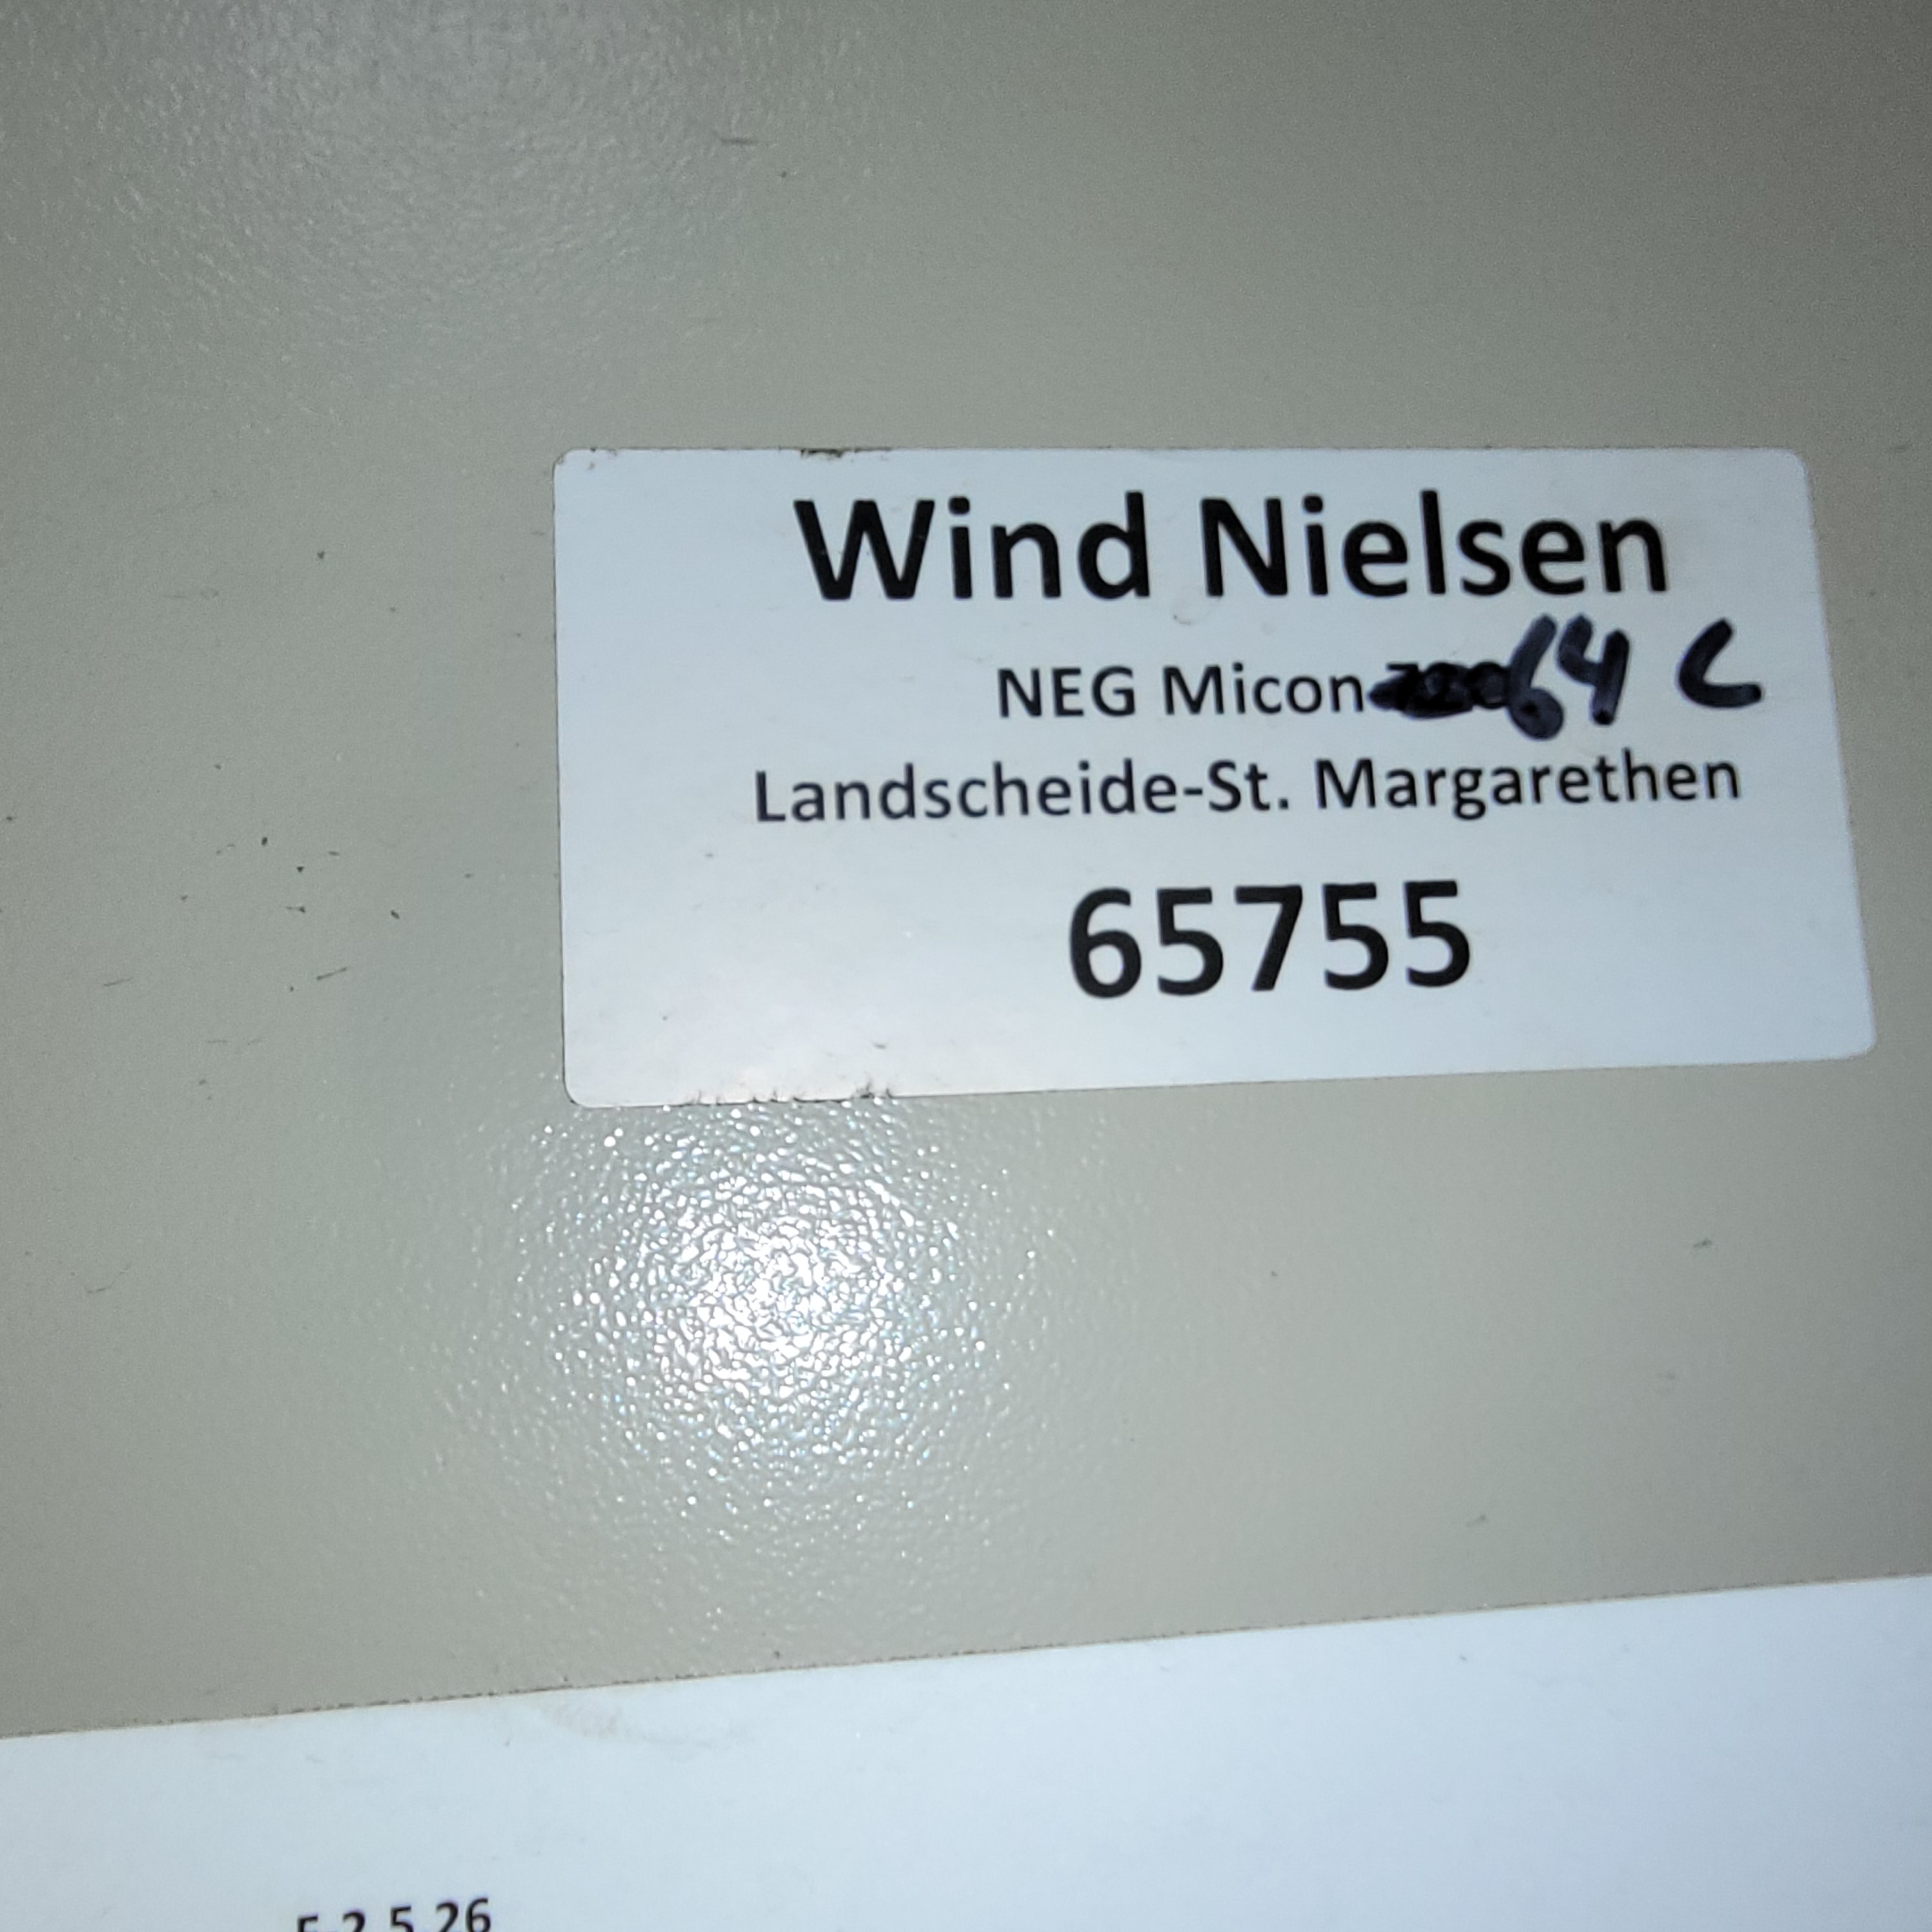 Wind Nielsen
NEG Micon 64 C
Landscheide-St. Margarethen
65755